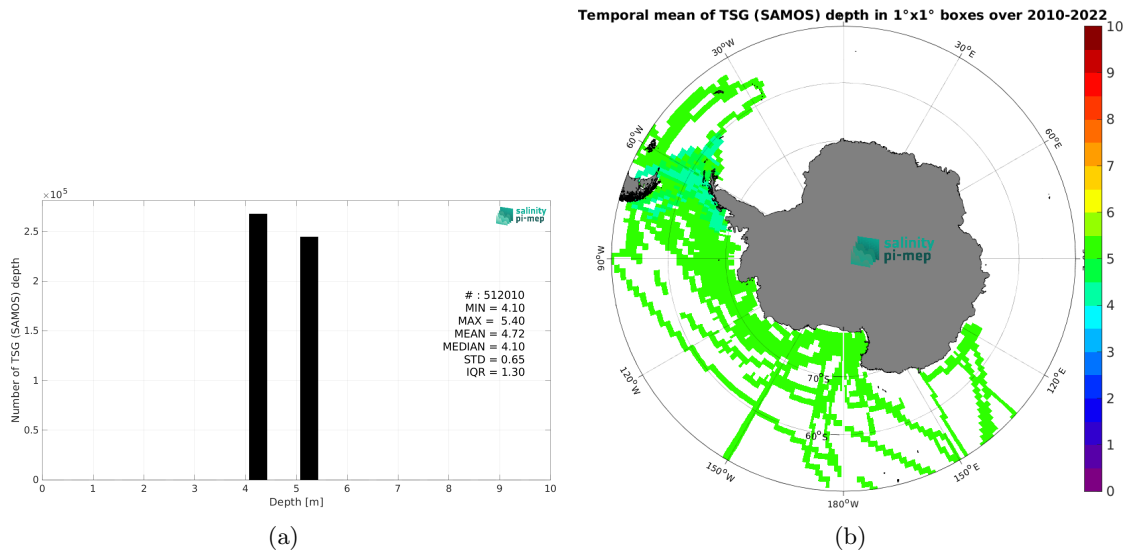 ×10⁵
2.5
2
1.5
1
0.5
0
Number of TSG (SAMOS) depth
0 1 2 3 4 5 6 7 8 9 10
Depth [m]
salinity
pi-mep
# : 512010
MIN = 4.10
MAX = 5.40
MEAN = 4.72
MEDIAN = 4.10
STD = 0.65
IQR = 1.30
(a)
Temporal mean of TSG (SAMOS) depth in 1°x1° boxes over 2010-2022
30°W
30°E
60°W
60°E
90°W
120°W
120°E
150°W
150°E
180°W
70°S
60°S
salinity
pi-mep
10
9
8
7
6
5
4
3
2
1
0
(b)